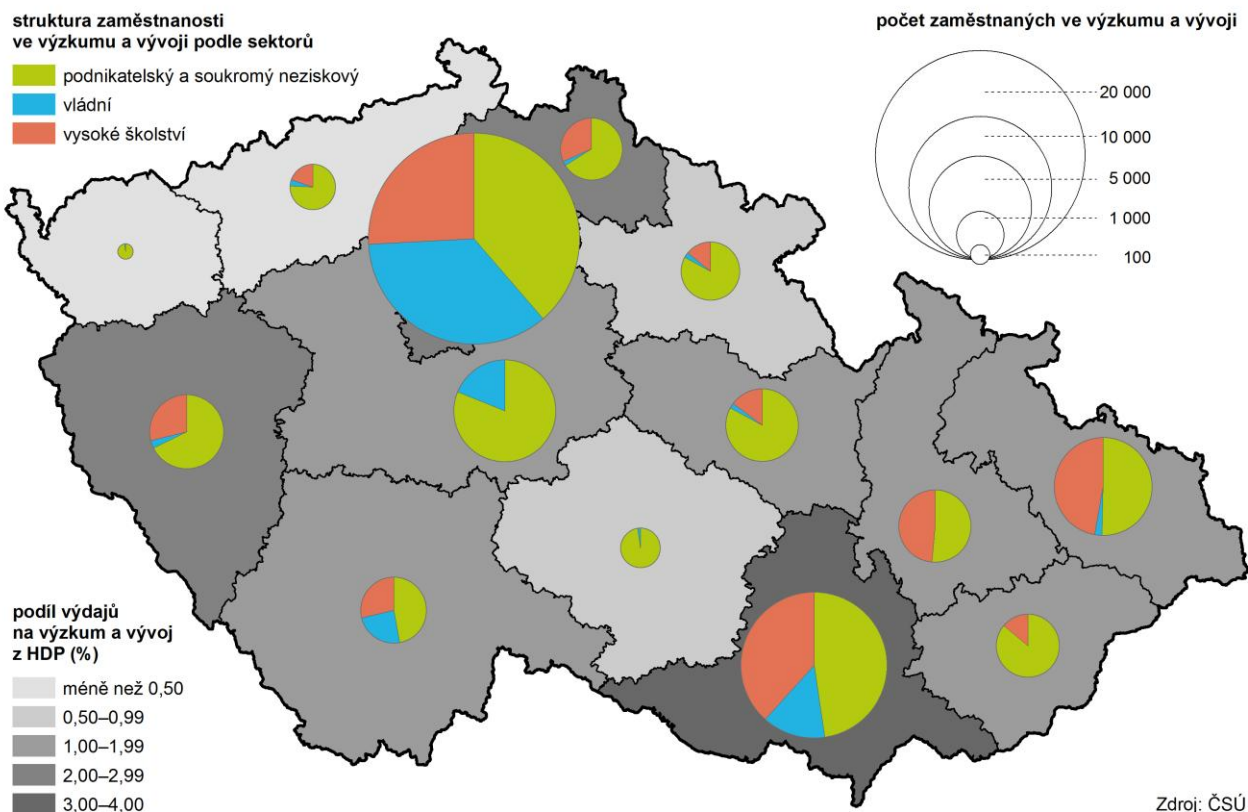 struktura zaměstnanosti
ve výzkumu a vývoji podle sektorů
podnikatelský a soukromý neziskový
vládní
vysoké školství
počet zaměstnaných ve výzkumu a vývoji
20 000
10 000
5 000
1 000
100
podíl výdajů
na výzkum a vývoj
z HDP (%)
méně než 0,50
0,50–0,99
1,00–1,99
2,00–2,99
3,00–4,00
Zdroj: ČSÚ